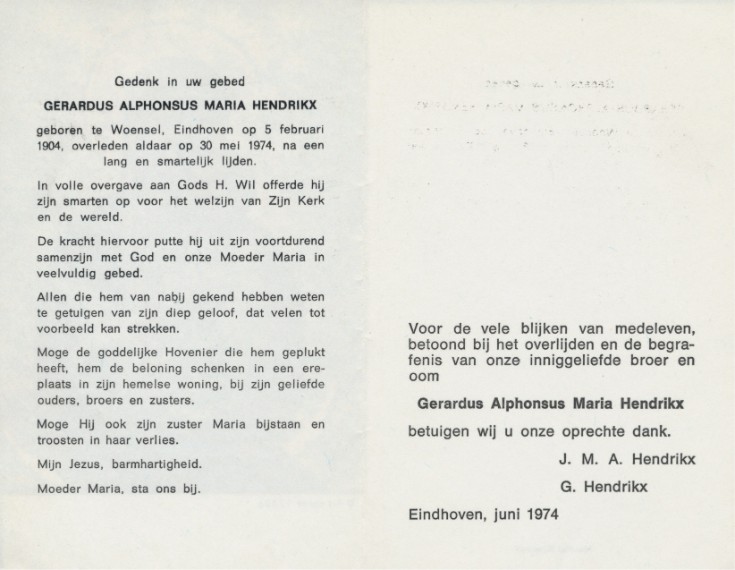 Gedenk in uw gebed
GERARDUS ALPHONSUS MARIA HENDRIKX
geboren te Woensel, Eindhoven op 5 februari
1904, overleden aldaar op 30 mei 1974, na een
lang en smartelijk lijden.
In volle overgave aan Gods H. Wil offerde hij
zijn smarten op voor het welzijn van Zijn Kerk
en de wereld.
De kracht hiervoor putte hij uit zijn voortdurend
samenzijn met God en onze Moeder Maria in
veelvuldig gebed.
Allen die hem van nabij gekend hebben weten
te getuigen van zijn diep geloof, dat velen tot
voorbeeld kan strekken.
Moge de goddelijke Hovenier die hem geplukt
heeft, hem de beloning schenken in een ere-
plaats in zijn hemelse woning, bij zijn geliefde
ouders, broers en zusters.
Moge Hij ook zijn zuster Maria bijstaan en
troosten in haar verlies.
Mijn Jezus, barmhartigheid.
Moeder Maria, sta ons bij.
Voor de vele blijken van medeleven,
betoond bij het overlijden en de begra-
fenis van onze inniggeliefde broer en
oom
Gerardus Alphonsus Maria Hendrikx
betuigen wij u onze oprechte dank.
J. M. A. Hendrikx
G. Hendrikx
Eindhoven, juni 1974